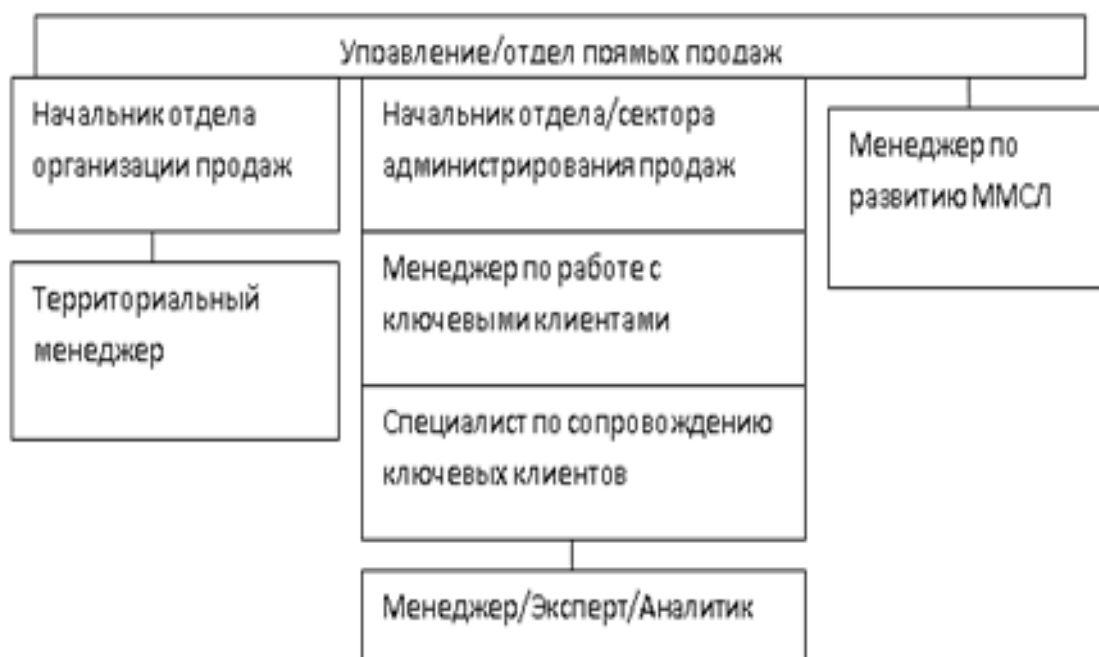 Управление/отдел прямых продаж
Начальник отдела
организации продаж
Территориальный
менеджер
Начальник отдела/сектора
администрирования продаж
Менеджер по работе с
ключевыми клиентами
Специалист по сопровождению
ключевых клиентов
Менеджер/Эксперт/Аналитик
Менеджер по
развитию ММСЛ